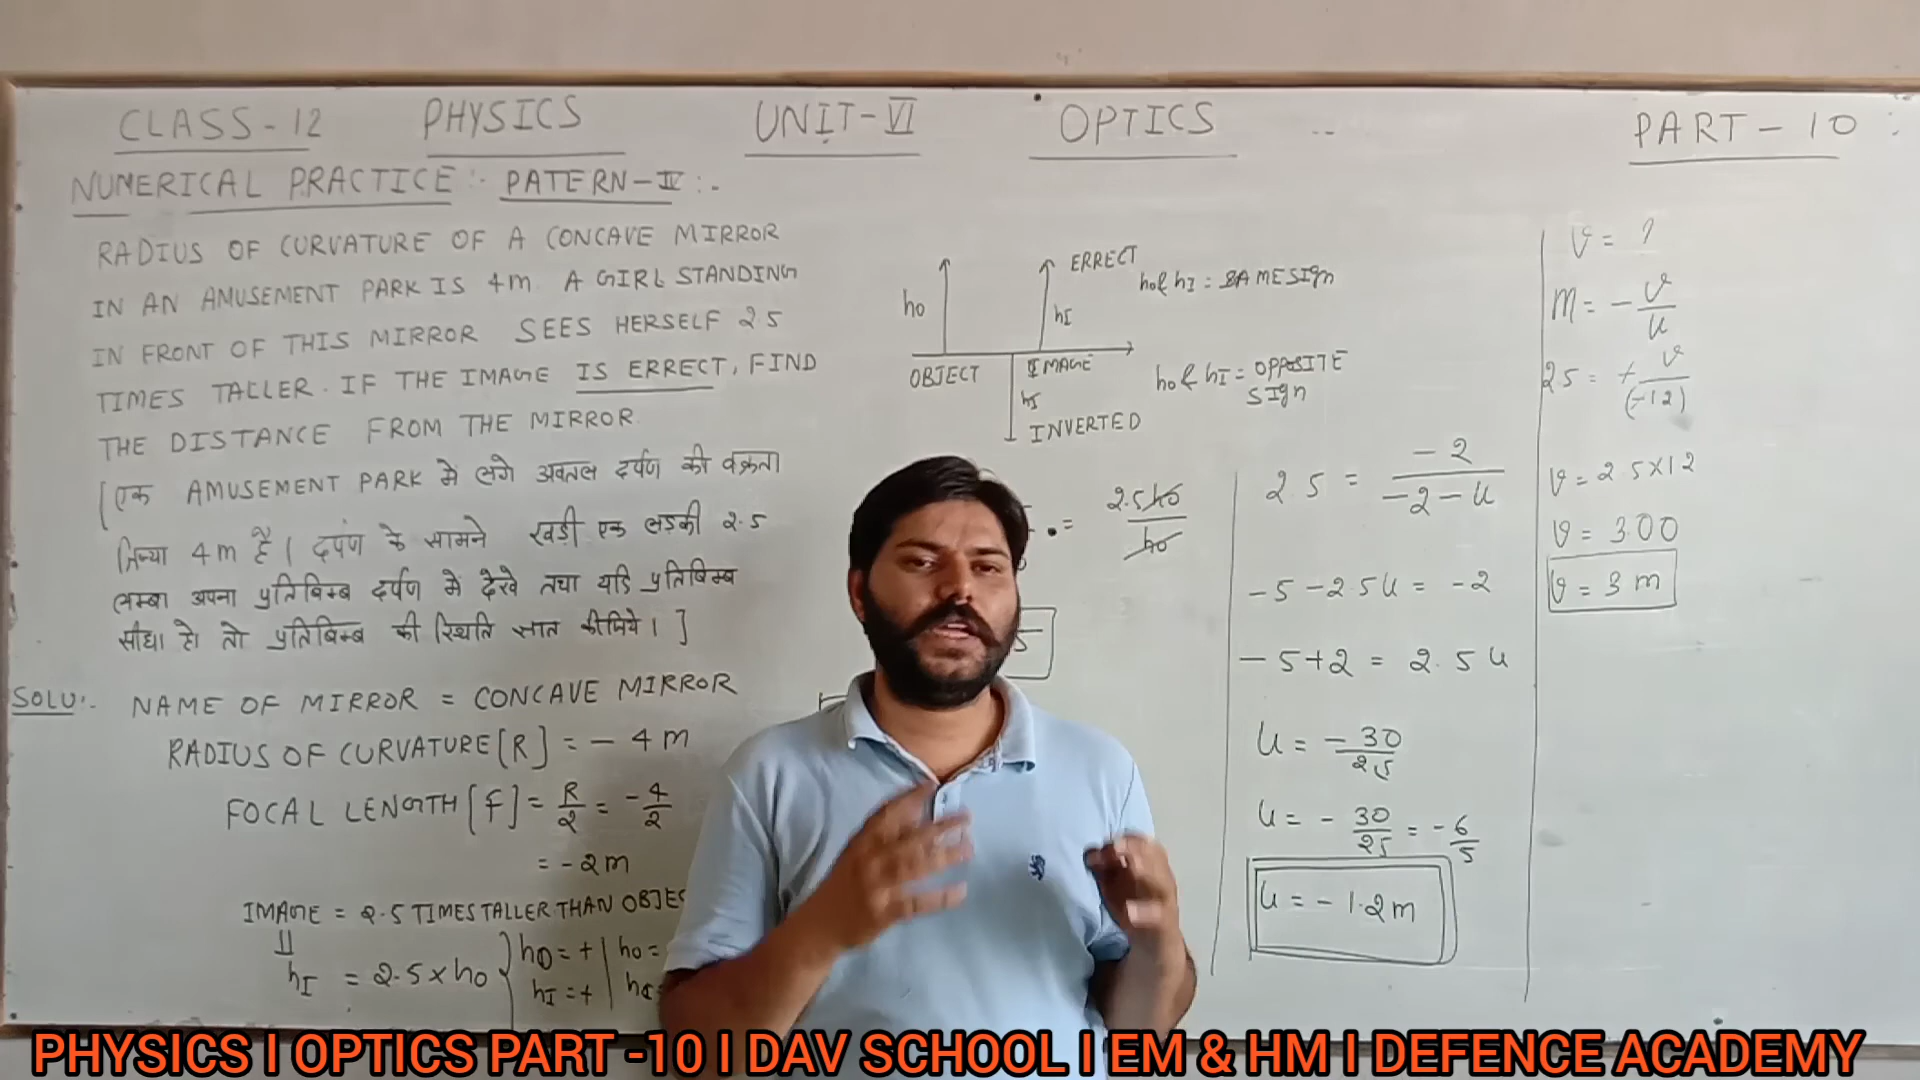 CLASS-12 PHYSICS UNIT-VI OPTICS PART-10
NUMERICAL PRACTICE :- PATERN-IV :-
RADIUS OF CURVATURE OF A CONCAVE MIRROR
IN AN AMUSEMENT PARK IS 4m. A GIRL STANDING
IN FRONT OF THIS MIRROR SEES HERSELF 2.5
TIMES TALLER. IF THE IMAGE IS ERRECT, FIND
THE DISTANCE FROM THE MIRROR.
[एक AMUSEMENT PARK में लगे अवतल दर्पण की वक्रता
त्रिज्या 4m है। दर्पण के सामने खड़ी एक लड़की 2.5
लम्बा अपना प्रतिबिम्ब दर्पण में देखे तथा यदि प्रतिबिम्ब
सीधा हो तो प्रतिबिम्ब की स्थिति ज्ञात कीजिये।]
SOLU:- NAME OF MIRROR = CONCAVE MIRROR
RADIUS OF CURVATURE [R] = - 4 m
FOCAL LENGTH [f] = R/2 = -4/2
= -2m
IMAGE = 2.5 TIMES TALLER THAN OBJEC
hI = 2.5 x ho
hO = + | ho =
hI = +
ho
OBJECT
ERRECT
hI
IMAGE
hI
INVERTED
ho & hI = SAME SIgn
ho & hI = OPPOSITE
SIgn
= 2.5ho/ho
5
2.5 = -2/-2-u
-5-2.5u = -2
-5+2 = 2.5u
u = -30/25
u = -30/25 = -6/5
u = -1.2m
v = ?
m = -v/u
2.5 = +v/(-1.2)
v = 2.5x1.2
v = 3.00
v = 3 m
PHYSICS I OPTICS PART -10 I DAV SCHOOL I EM & HM I DEFENCE ACADEMY